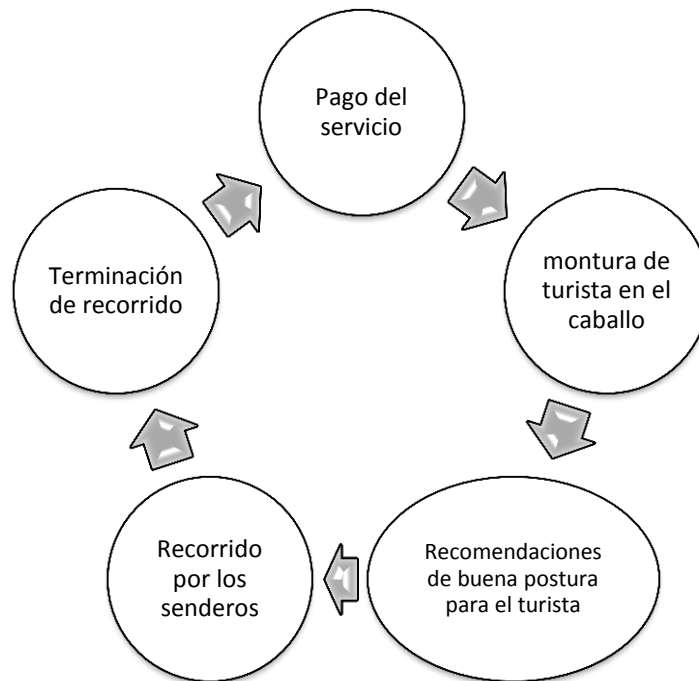 Pago del
servicio
montura de
turista en el
caballo
Recomendaciones
de buena postura
para el turista
Recorrido
por los
senderos
Terminación
de recorrido